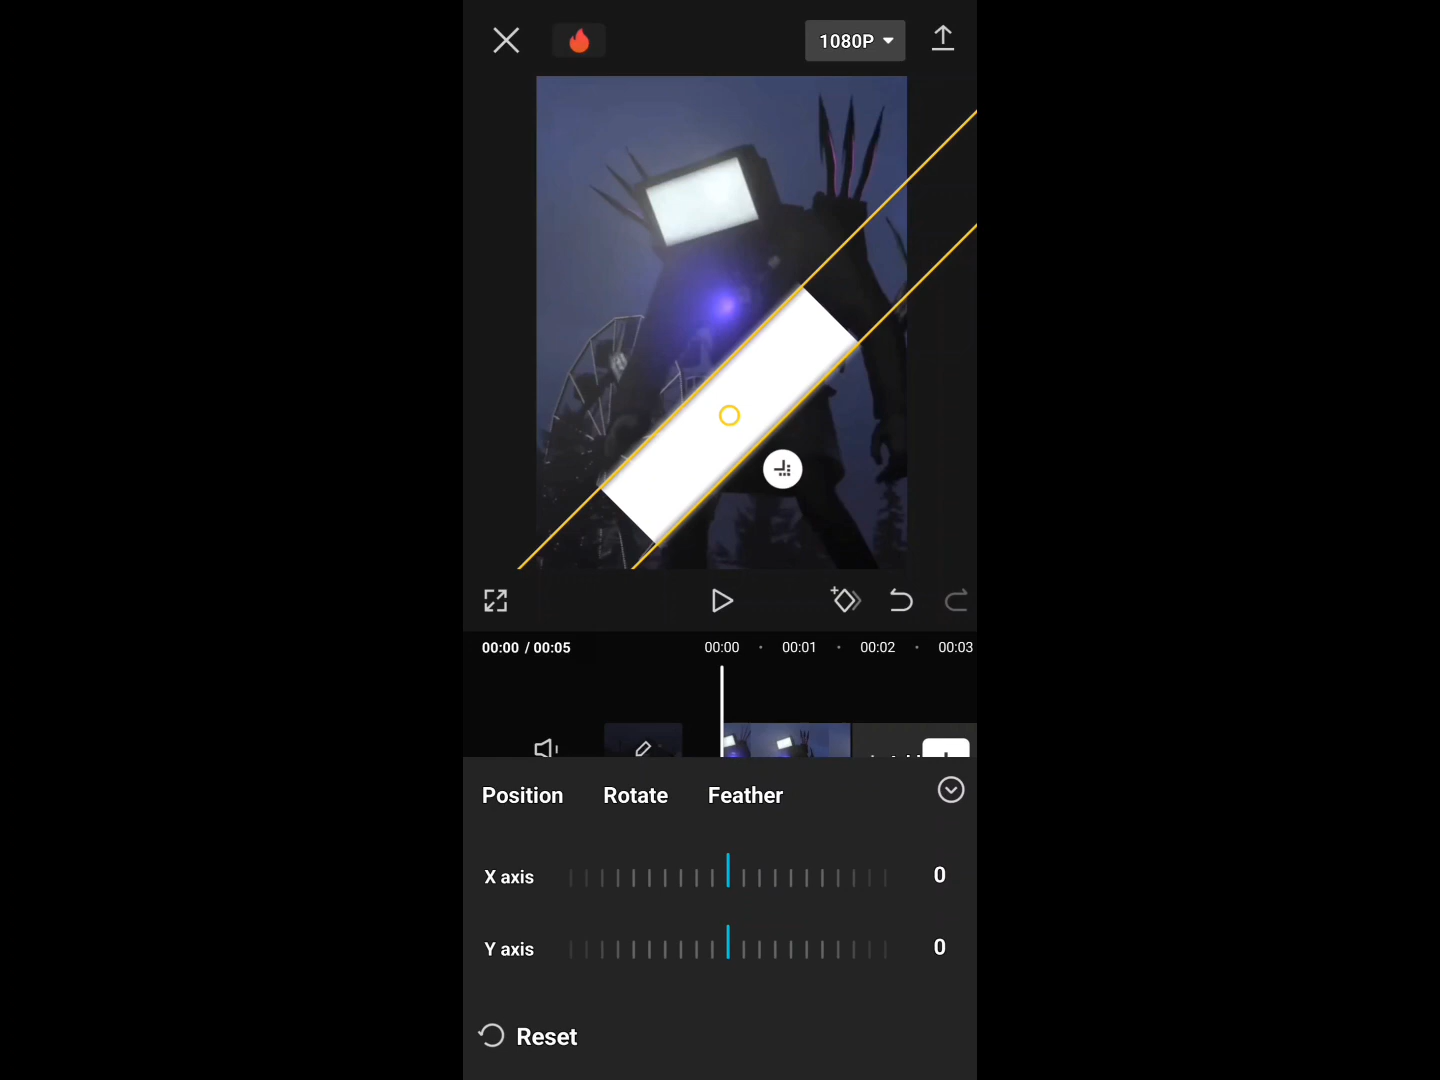 1080P
00:00 / 00:05
00:00 · 00:01 · 00:02 · 00:03
Position Rotate Feather
X axis 0
Y axis 0
Reset